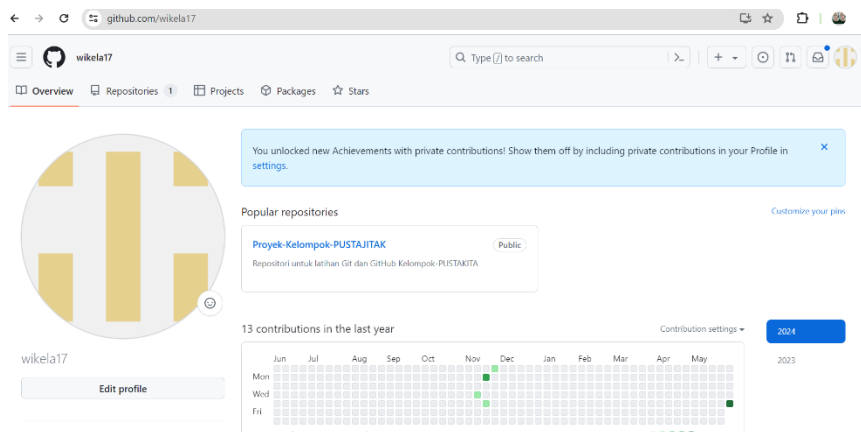 github.com/wikela17
wikela17
Type / to search
Overview
Repositories 1
Projects
Packages
Stars
You unlocked new Achievements with private contributions! Show them off by including private contributions in your Profile in
settings.
Popular repositories
Customize your pins
Proyek-Kelompok-PUSTAJITAK
Public
Repositori untuk latihan Git dan GitHub Kelompok-PUSTAKITA
13 contributions in the last year
Contribution settings
2024
2023
Jun Jul Aug Sep Oct Nov Dec Jan Feb Mar Apr May
Mon
Wed
Fri
wikela17
Edit profile